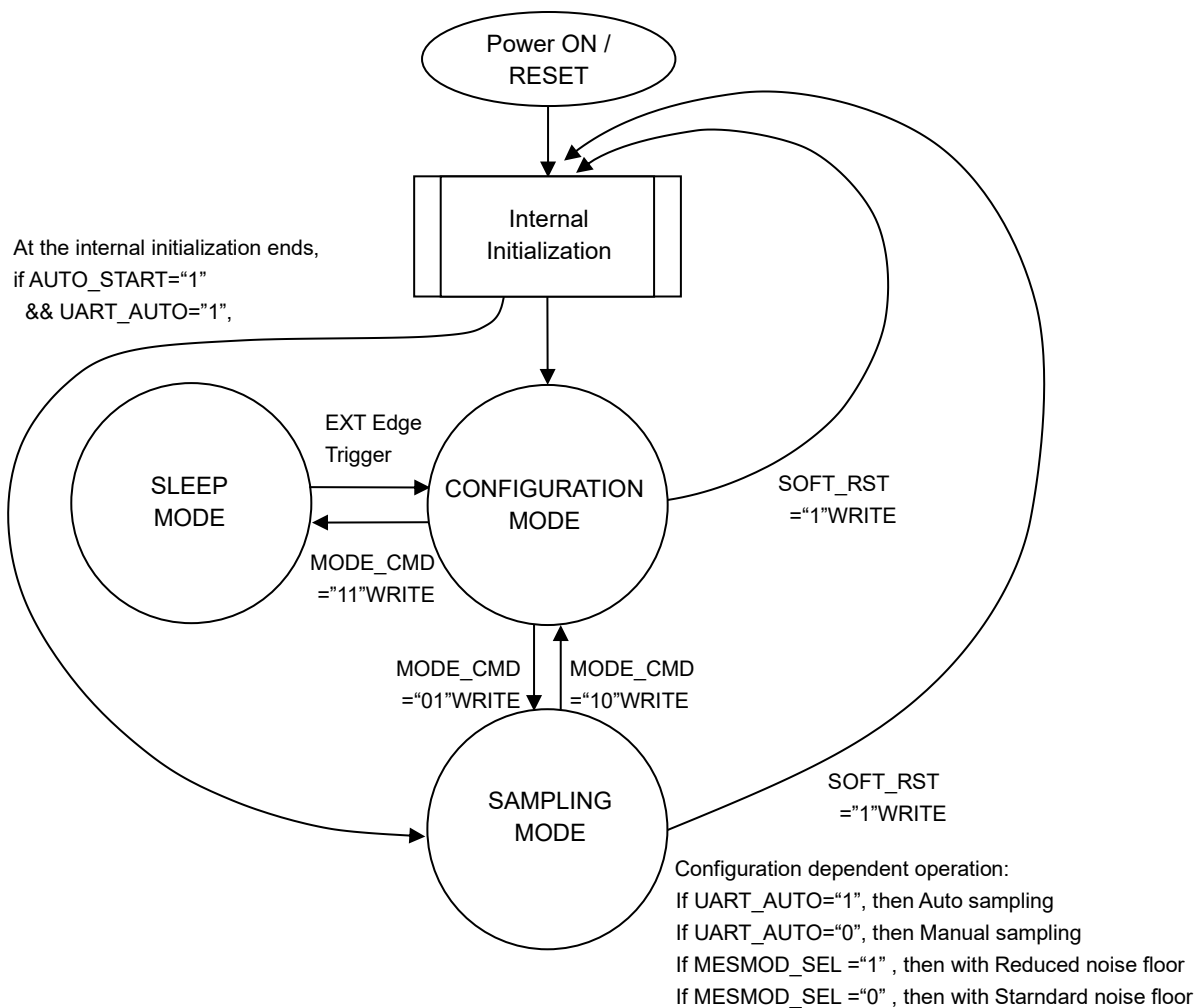 Power ON /
RESET
Internal
Initialization
At the internal initialization ends,
if AUTO_START=“1”
&& UART_AUTO=”1”,
EXT Edge
Trigger
SLEEP
MODE
CONFIGURATION
MODE
SOFT_RST
=“1”WRITE
MODE_CMD
=”11”WRITE
MODE_CMD
=“01”WRITE
MODE_CMD
=“10”WRITE
SAMPLING
MODE
SOFT_RST
=”1”WRITE
Configuration dependent operation:
If UART_AUTO=“1”, then Auto sampling
If UART_AUTO=“0”, then Manual sampling
If MESMOD_SEL =“1” , then with Reduced noise floor
If MESMOD_SEL =“0” , then with Starndard noise floor